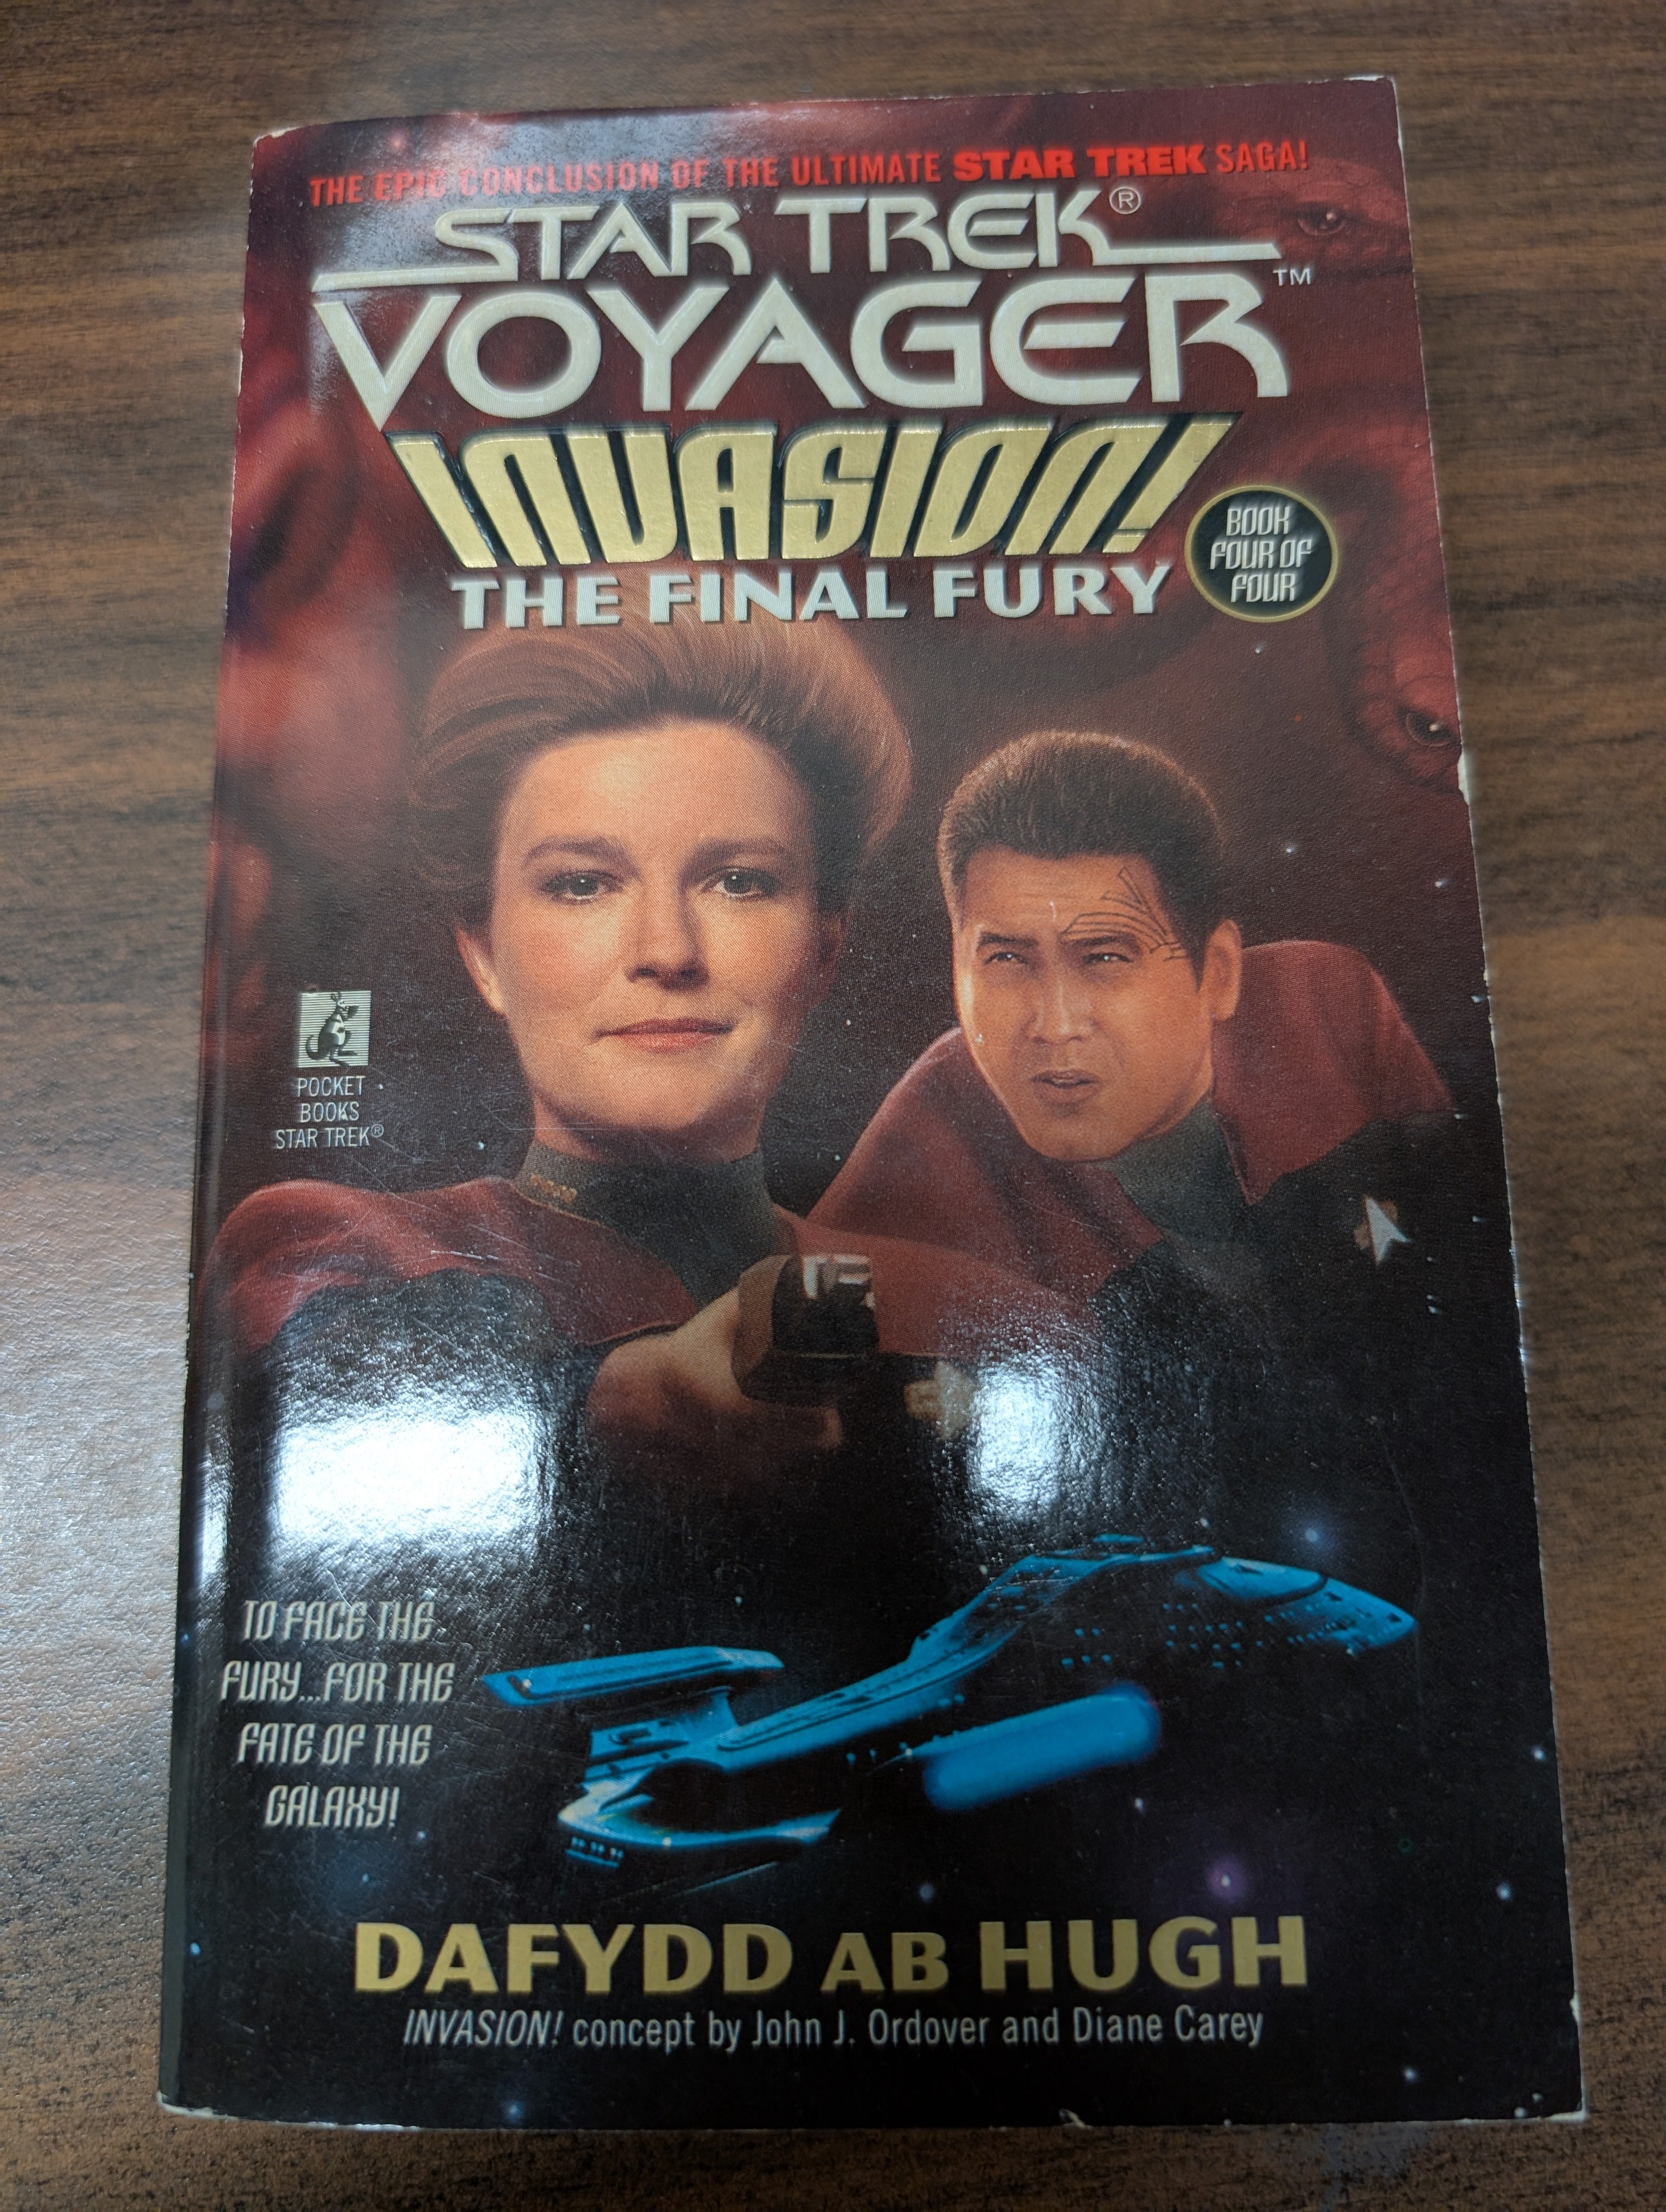 THE EPIC CONCLUSION OF THE ULTIMATE STAR TREK SAGA!
STAR TREK®
VOYAGER™
INVASION!
THE FINAL FURY
BOOK
FOUR OF
FOUR
POCKET
BOOKS
STAR TREK®
TO FACE THE
FURY...FOR THE
FATE OF THE
GALAXY!
DAFYDD AB HUGH
INVASION! concept by John J. Ordover and Diane Carey